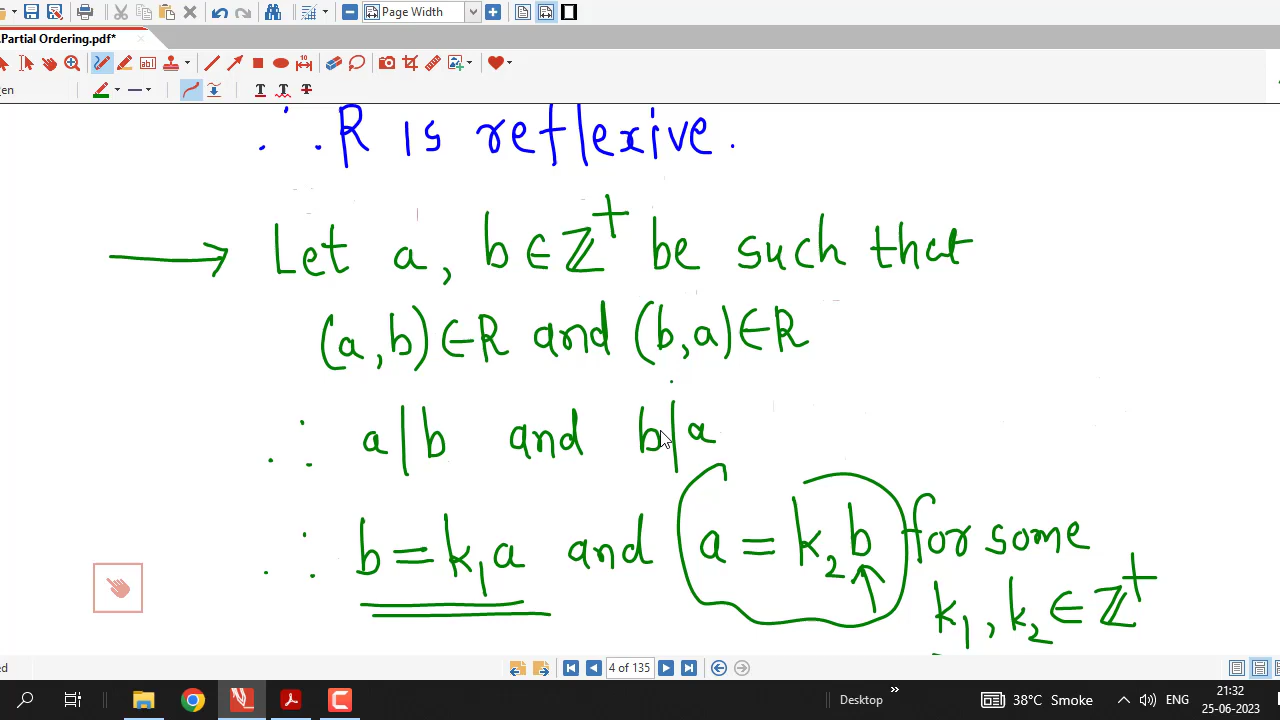 Page Width
Partial Ordering.pdf*
en
∴ R is reflexive.
Let a, b ∈ ℤ⁺ be such that
(a, b) ∈ R and (b, a) ∈ R
∴ a|b and b|a
∴ b = k₁a and a = k₂b for some
k₁, k₂ ∈ ℤ⁺
4 of 135
Desktop
38°C Smoke
ENG
21:32
25-06-2023